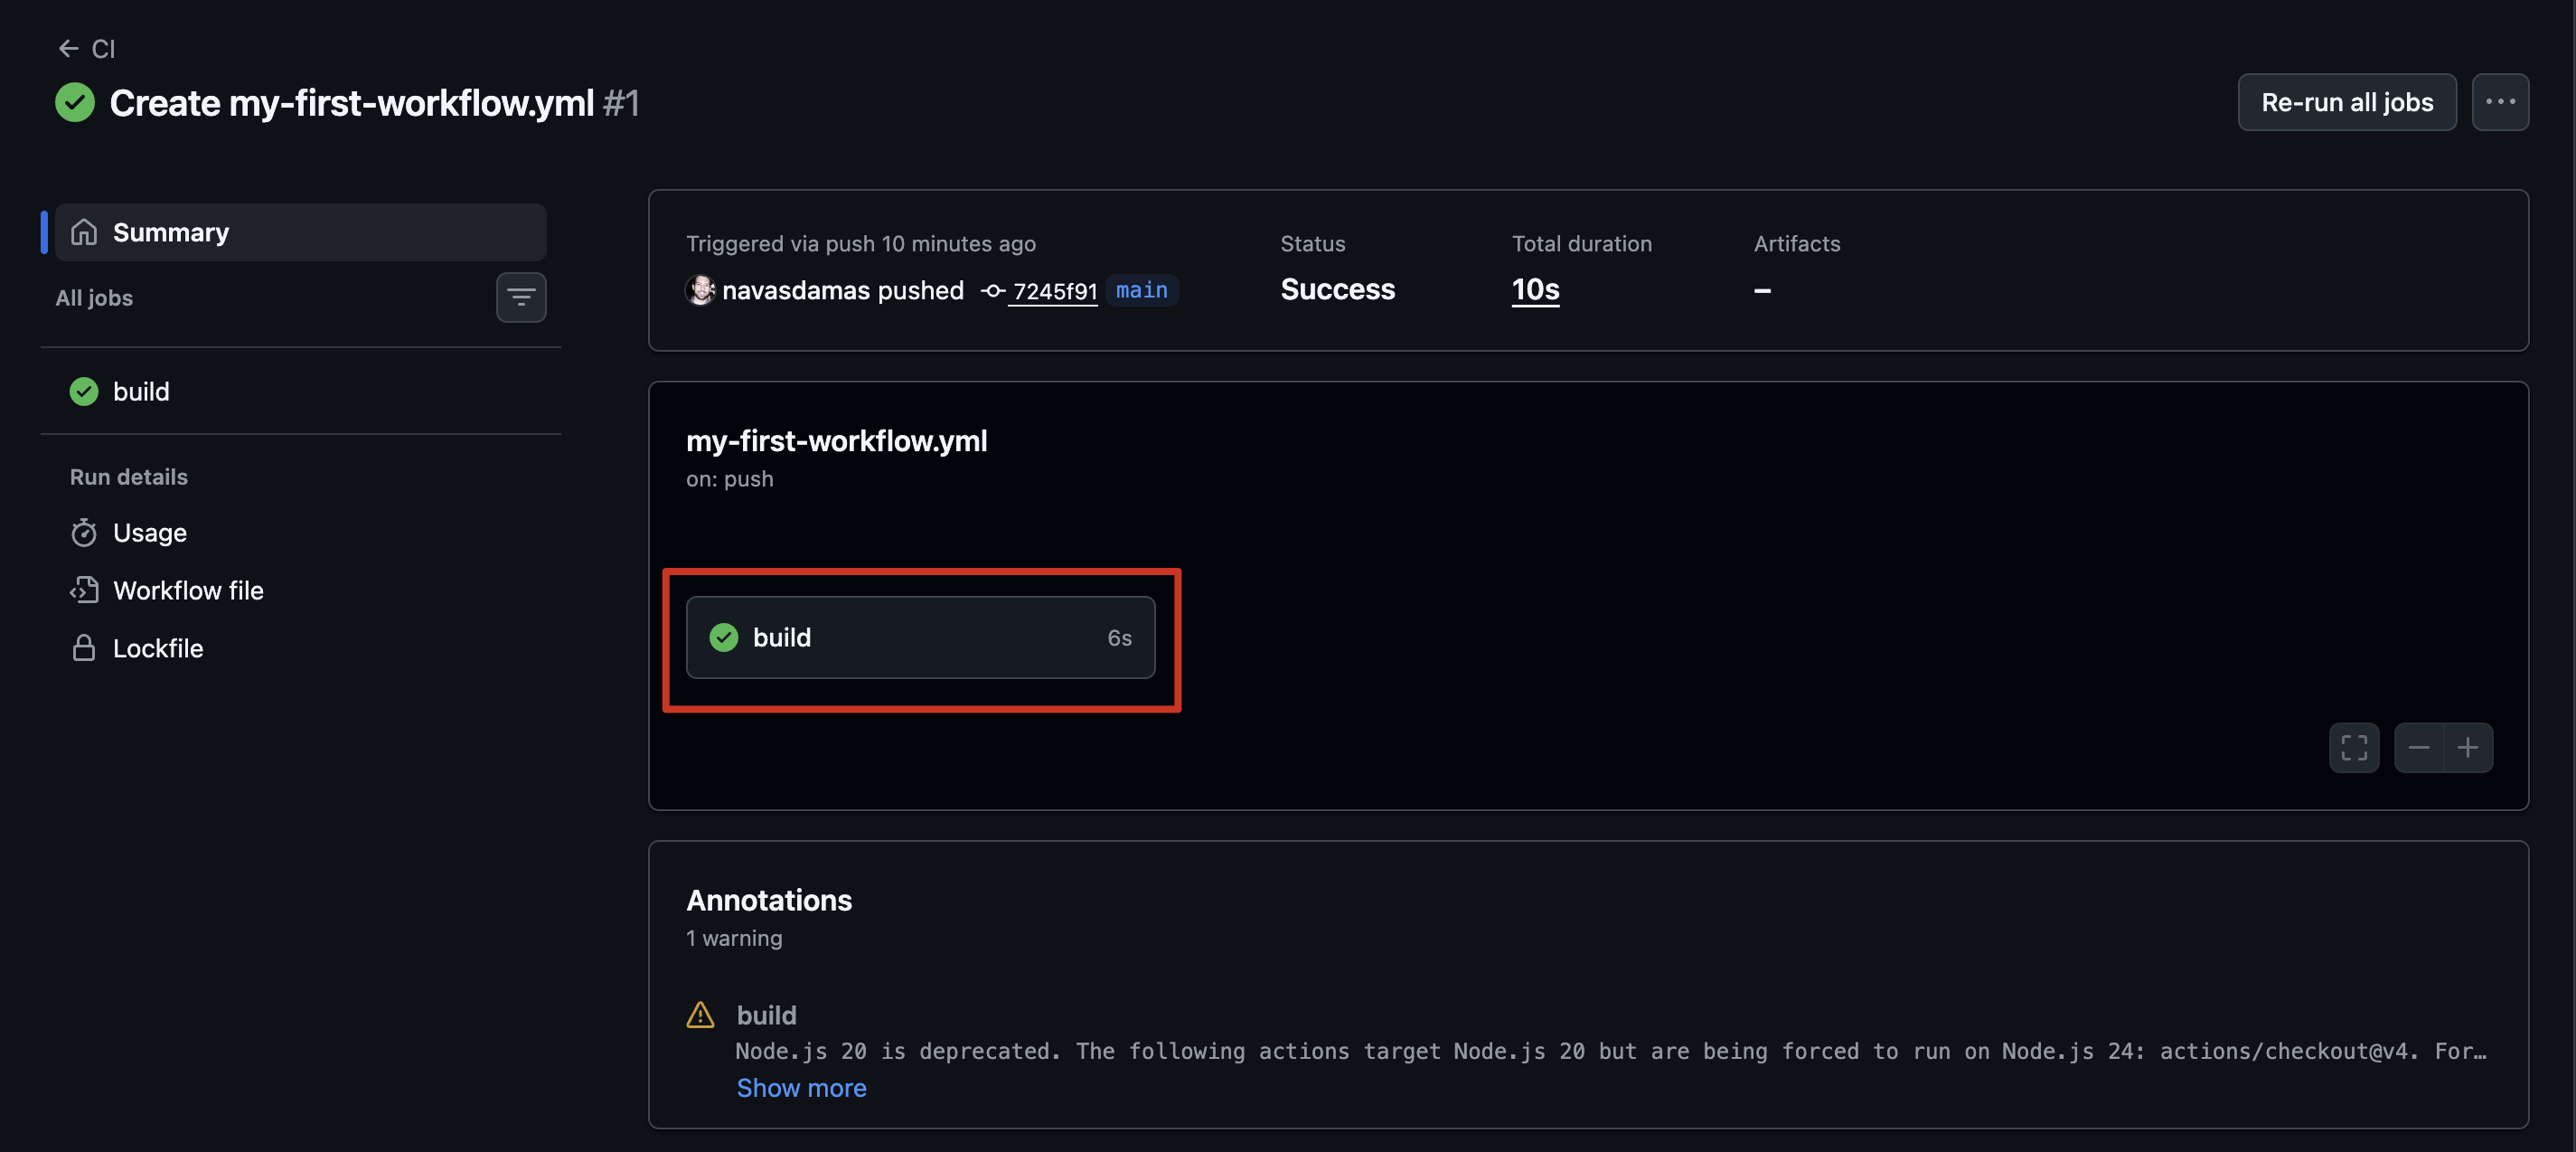 CI
Create my-first-workflow.yml #1
Re-run all jobs
Summary
All jobs
build
Run details
Usage
Workflow file
Lockfile
Triggered via push 10 minutes ago
navasdamas pushed 7245f91 main
Status
Success
Total duration
10s
Artifacts
–
my-first-workflow.yml
on: push
build 6s
Annotations
1 warning
build
Node.js 20 is deprecated. The following actions target Node.js 20 but are being forced to run on Node.js 24: actions/checkout@v4. For…
Show more